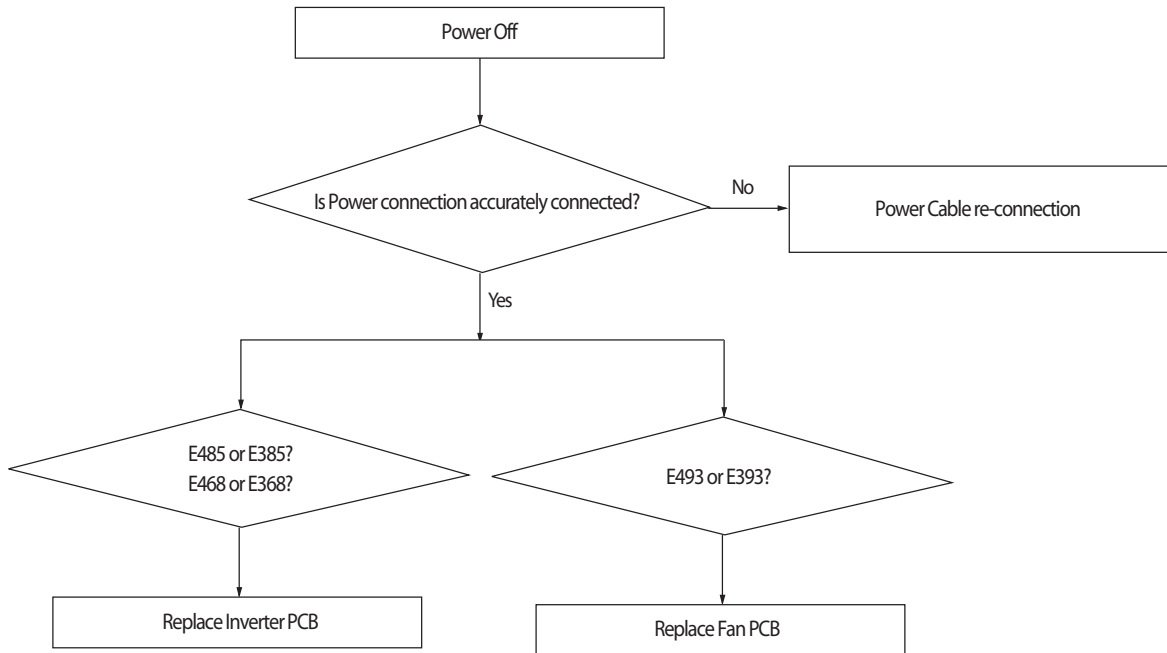 Power Off
Is Power connection accurately connected?
No
Power Cable re-connection
Yes
E485 or E385?
E468 or E368?
E493 or E393?
Replace Inverter PCB
Replace Fan PCB